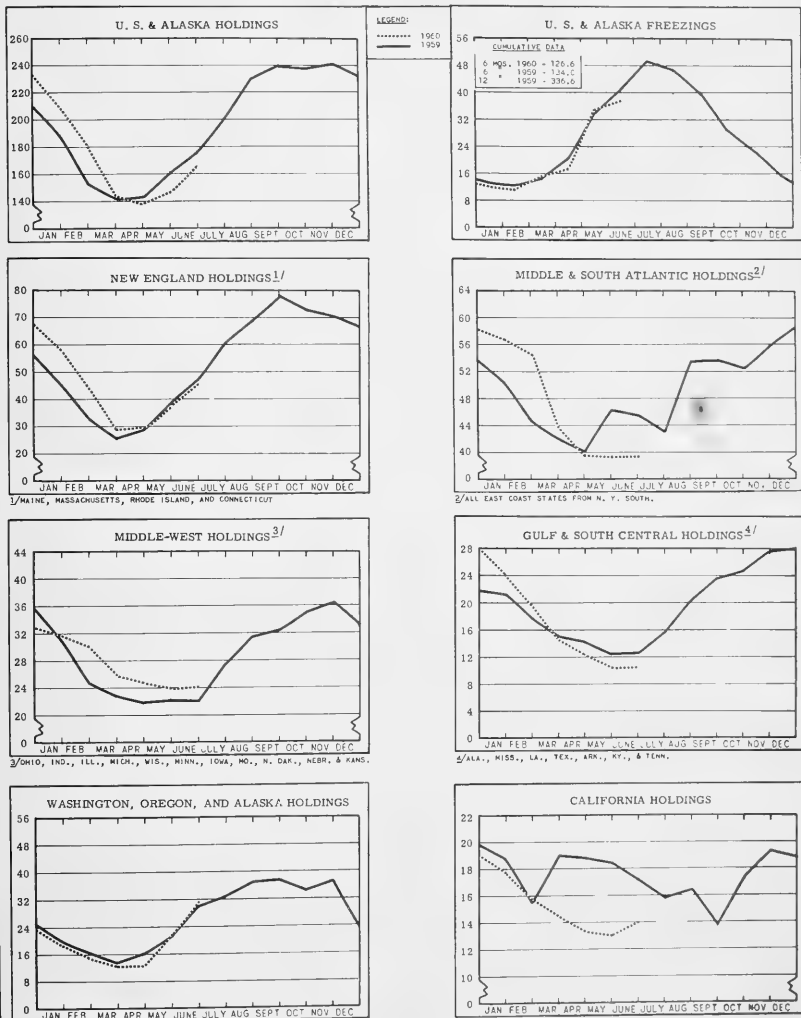 U. S. & ALASKA HOLDINGS
260
240
220
200
180
160
140
0
JAN FEB MAR APR MAY JUNE JULY AUG SEPT OCT NOV DEC
LEGEND:
1960
1959
U. S. & ALASKA FREEZINGS
CUMULATIVE DATA
6 MOS. 1960 - 126.6
6 " 1959 - 134.0
12 " 1959 - 336.6
56
48
40
32
24
16
8
0
JAN FEB MAR APR MAY JUNE JULY AUG SEPT OCT NOV DEC
NEW ENGLAND HOLDINGS 1/
80
70
60
50
40
30
20
0
JAN FEB MAR APR MAY JUNE JULY AUG SEPT OCT NOV DEC
1/MAINE, MASSACHUSETTS, RHODE ISLAND, AND CONNECTICUT
MIDDLE & SOUTH ATLANTIC HOLDINGS 2/
64
60
56
52
48
44
40
0
JAN FEB MAR APR MAY JUNE JULY AUG SEPT OCT NO. DEC
2/ALL EAST COAST STATES FROM N. Y. SOUTH.
MIDDLE-WEST HOLDINGS 3/
44
40
36
32
28
24
20
0
JAN FEB MAR APR MAY JUNE JULY AUG SEPT OCT NOV DEC
3/OHIO, IND., ILL., MICH., WIS., MINN., IOWA, MO., N. DAK., NEBR. & KANS.
GULF & SOUTH CENTRAL HOLDINGS 4/
28
24
20
16
12
8
4
0
JAN FEB MAR APR MAY JUNE JULY AUG SEPT OCT NOV DEC
4/ALA., MISS., LA., TEX., ARK., KY., & TENN.
WASHINGTON, OREGON, AND ALASKA HOLDINGS
56
48
40
32
24
16
8
0
JAN FEB MAR APR MAY JUNE JULY AUG SEPT OCT NOV DEC
CALIFORNIA HOLDINGS
22
20
18
16
14
12
10
0
JAN FEB MAR APR MAY JUNE JULY AUG SEPT OCT NOV DEC